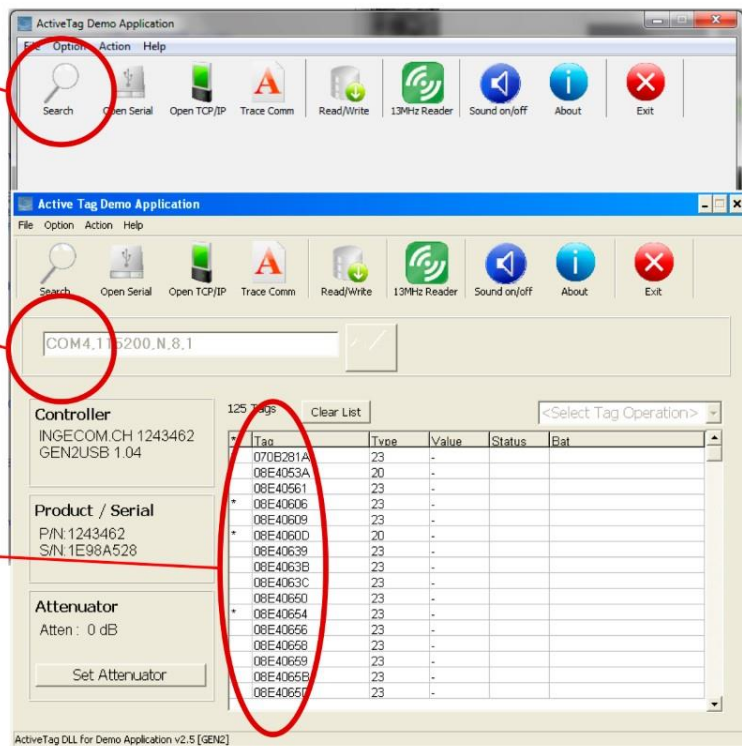 ActiveTag Demo Application
File Option Action Help
Search Open Serial Open TCP/IP Trace Comm Read/Write 13MHz Reader Sound on/off About Exit
Active Tag Demo Application
File Option Action Help
Search Open Serial Open TCP/IP Trace Comm Read/Write 13MHz Reader Sound on/off About Exit
COM4,115200,N,8,1
125 Tags Clear List <Select Tag Operation>
Controller
INGECOM.CH 1243462
GEN2USB 1.04
Product / Serial
P/N:1243462
S/N:1E98A528
Attenuator
Atten : 0 dB
Set Attenuator
* Tag Type Value Status Bat
070B281A 23 -
08E4053A 20 -
08E40561 23 -
* 08E40606 23 -
08E40609 23 -
* 08E4060D 20 -
08E40639 23 -
08E4063B 23 -
08E4063C 23 -
08E40650 23 -
* 08E40654 23 -
08E40656 23 -
08E40658 23 -
08E40659 23 -
08E4065B 23 -
08E4065D 23 -
ActiveTag DLL for Demo Application v2.5 [GEN2]